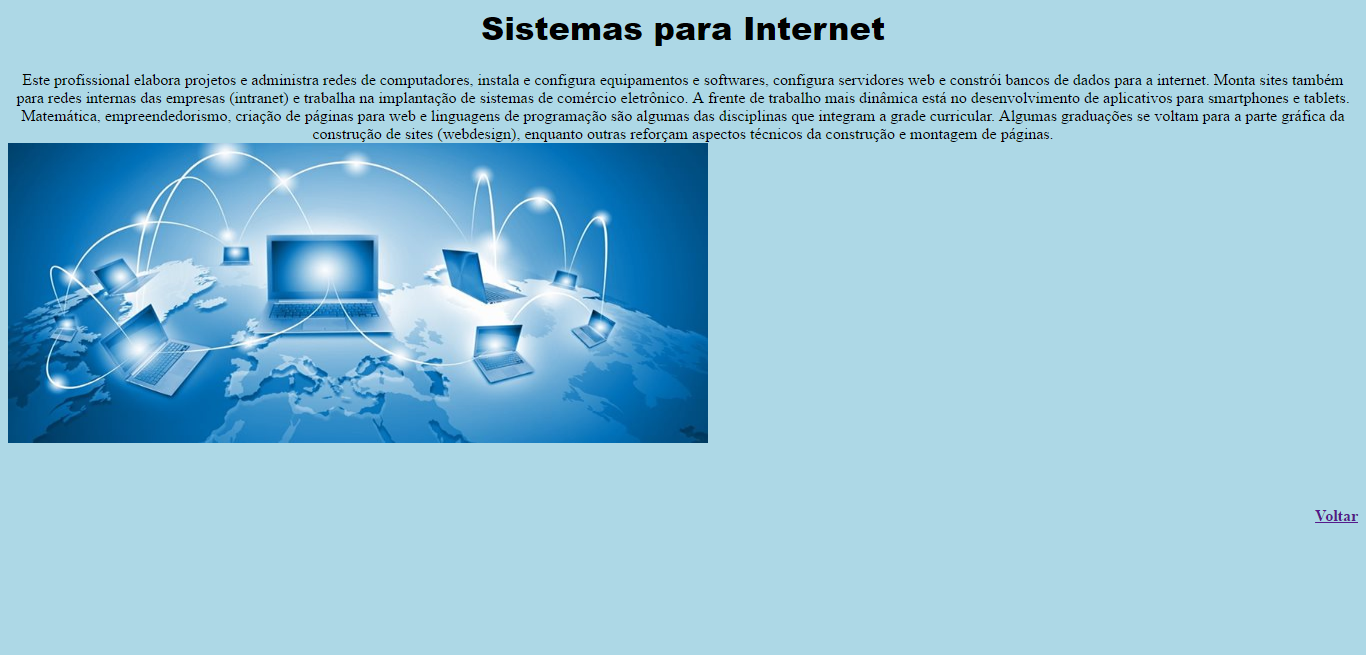 Sistemas para Internet
Este profissional elabora projetos e administra redes de computadores, instala e configura equipamentos e softwares, configura servidores web e constrói bancos de dados para a internet. Monta sites também
para redes internas das empresas (intranet) e trabalha na implantação de sistemas de comércio eletrônico. A frente de trabalho mais dinâmica está no desenvolvimento de aplicativos para smartphones e tablets.
Matemática, empreendedorismo, criação de páginas para web e linguagens de programação são algumas das disciplinas que integram a grade curricular. Algumas graduações se voltam para a parte gráfica da
construção de sites (webdesign), enquanto outras reforçam aspectos técnicos da construção e montagem de páginas.
Voltar